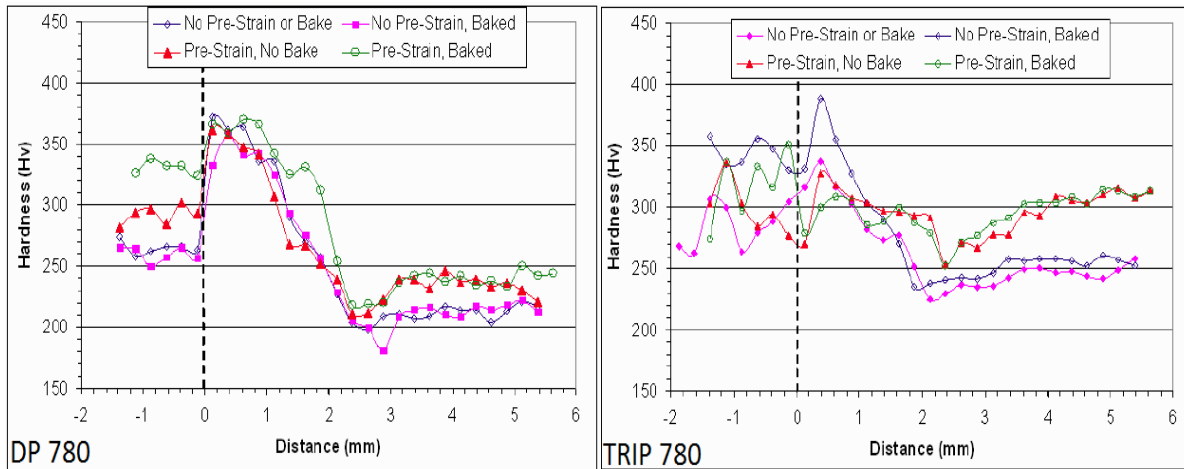 450
400
350
300
250
200
150
Hardness (Hv)
No Pre-Strain or Bake
No Pre-Strain, Baked
Pre-Strain, No Bake
Pre-Strain, Baked
-2 -1 0 1 2 3 4 5 6
Distance (mm)
DP 780
450
400
350
300
250
200
150
Hardness (Hv)
No Pre-Strain or Bake
No Pre-Strain, Baked
Pre-Strain, No Bake
Pre-Strain, Baked
-2 -1 0 1 2 3 4 5 6
Distance (mm)
TRIP 780